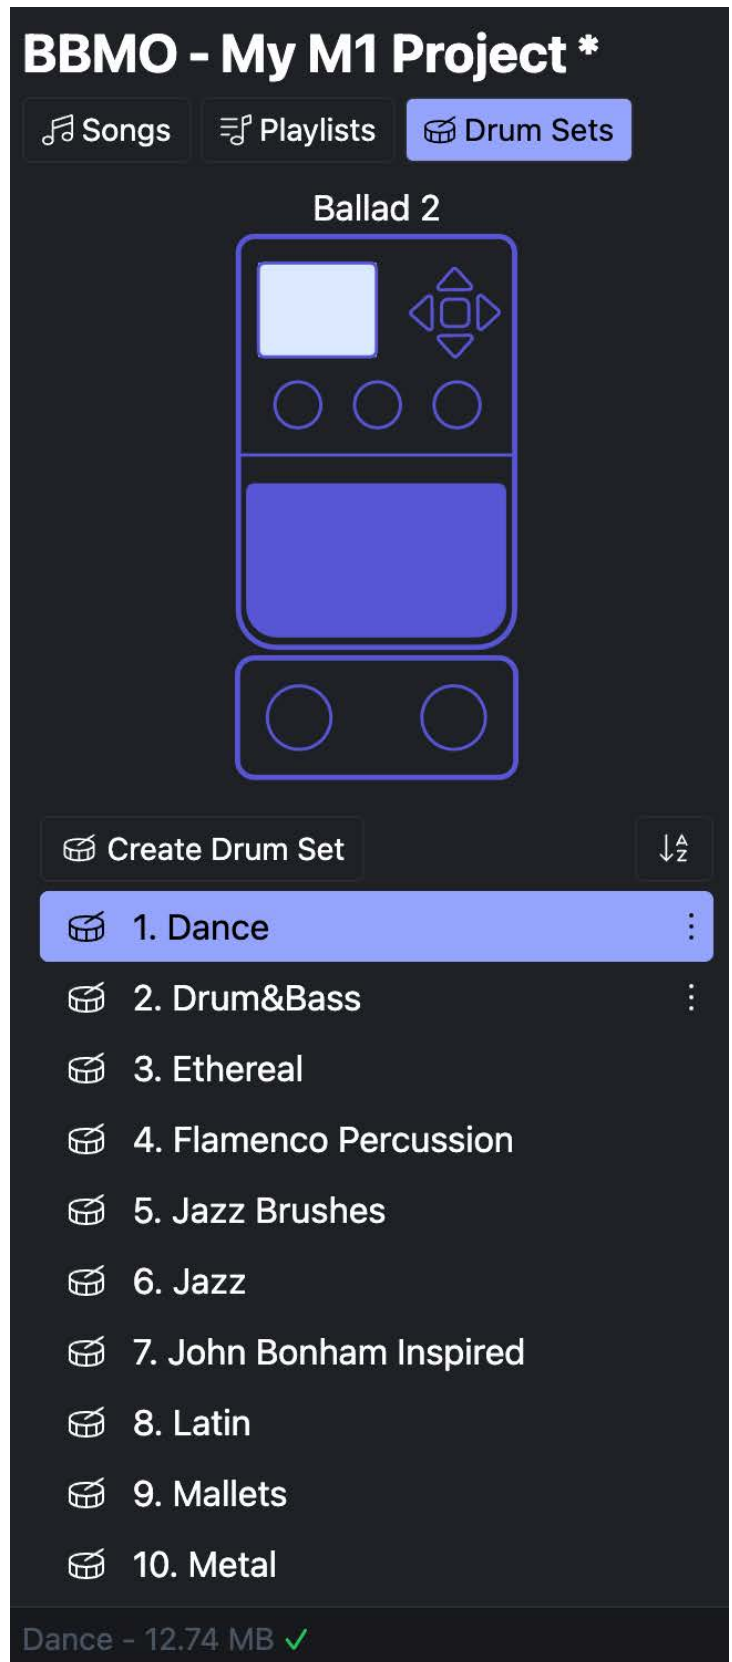 BBMO - My M1 Project *
Songs Playlists Drum Sets
Ballad 2
Create Drum Set A Z
1. Dance
2. Drum&Bass
3. Ethereal
4. Flamenco Percussion
5. Jazz Brushes
6. Jazz
7. John Bonham Inspired
8. Latin
9. Mallets
10. Metal
Dance - 12.74 MB ✓